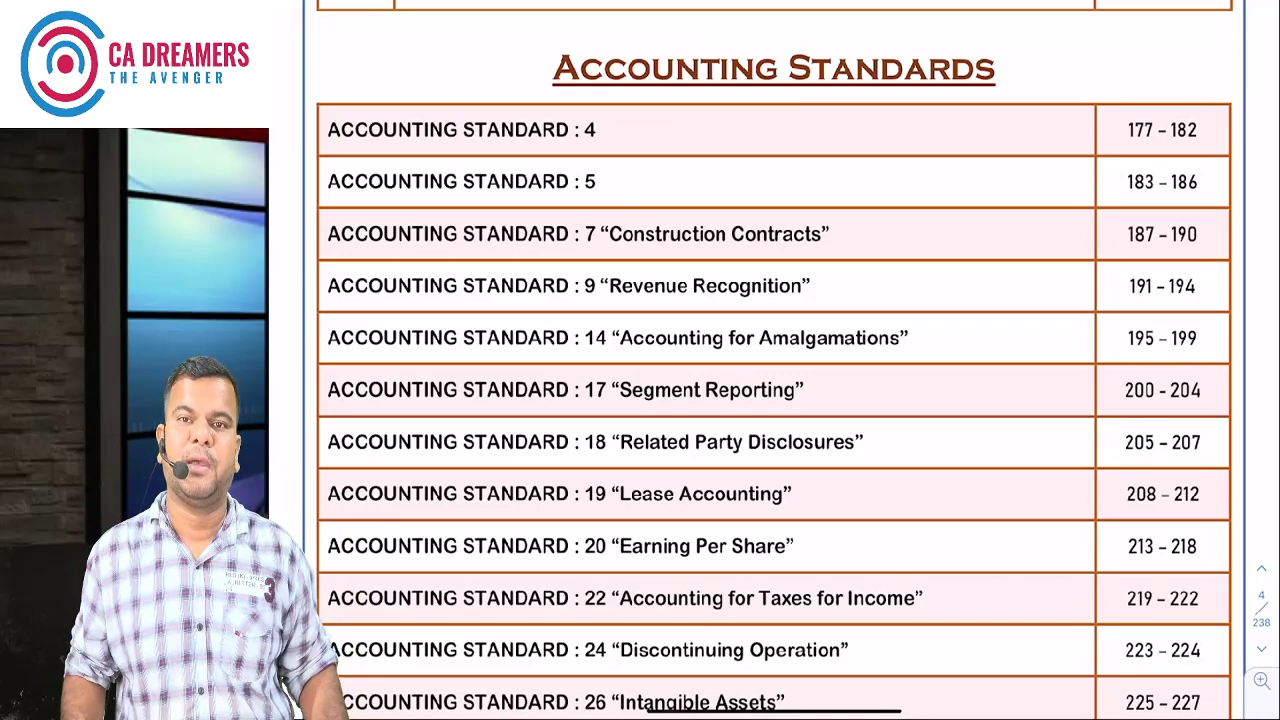 CA DREAMERS
THE AVENGER
ACCOUNTING STANDARDS
ACCOUNTING STANDARD : 4 177 – 182
ACCOUNTING STANDARD : 5 183 – 186
ACCOUNTING STANDARD : 7 “Construction Contracts” 187 – 190
ACCOUNTING STANDARD : 9 “Revenue Recognition” 191 – 194
ACCOUNTING STANDARD : 14 “Accounting for Amalgamations” 195 – 199
ACCOUNTING STANDARD : 17 “Segment Reporting” 200 - 204
ACCOUNTING STANDARD : 18 “Related Party Disclosures” 205 – 207
ACCOUNTING STANDARD : 19 “Lease Accounting” 208 – 212
ACCOUNTING STANDARD : 20 “Earning Per Share” 213 – 218
ACCOUNTING STANDARD : 22 “Accounting for Taxes for Income” 219 – 222
ACCOUNTING STANDARD : 24 “Discontinuing Operation” 223 – 224
CCOUNTING STANDARD : 26 “Intangible Assets” 225 – 227
4
/
238
3